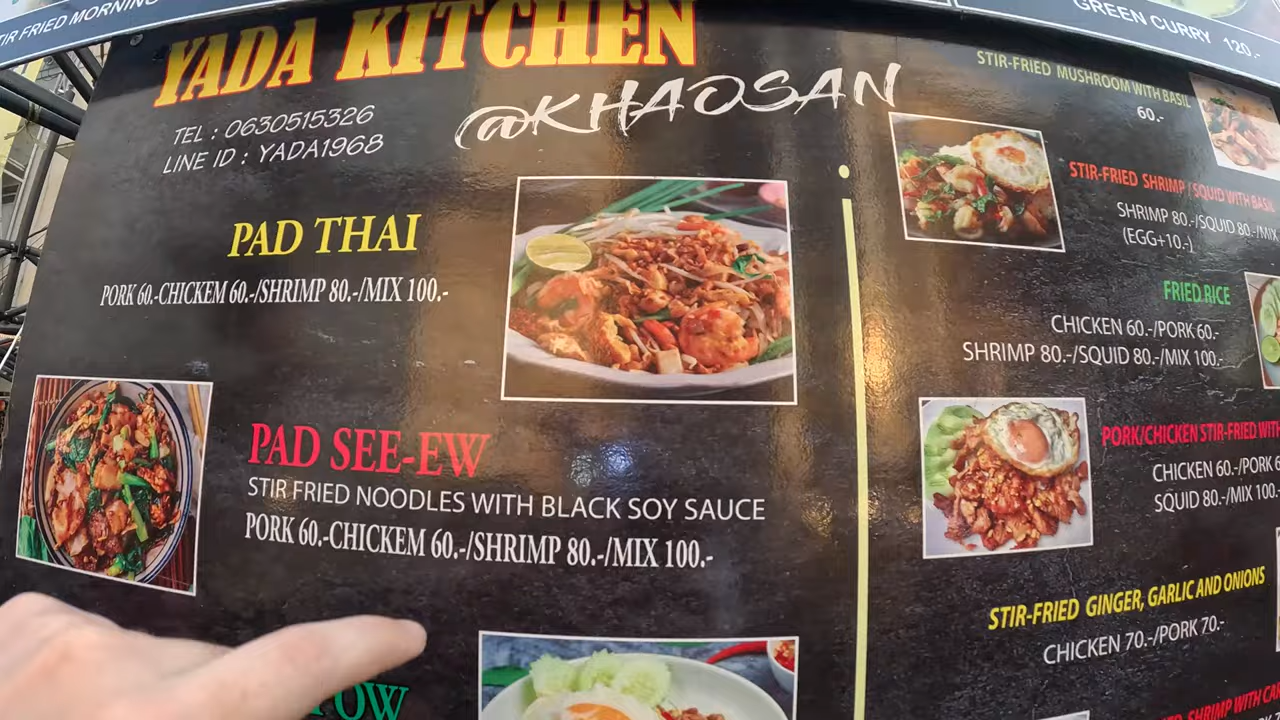 STIR FRIED MORNING
GREEN CURRY 120.-
YADA KITCHEN
@KHAOSAN
TEL : 0630515326
LINE ID : YADA1968
PAD THAI
PORK 60.-CHICKEM 60.-/SHRIMP 80.-/MIX 100.-
PAD SEE-EW
STIR FRIED NOODLES WITH BLACK SOY SAUCE
PORK 60.-CHICKEM 60.-/SHRIMP 80.-/MIX 100.-
STIR-FRIED MUSHROOM WITH BASIL
60.-
STIR-FRIED SHRIMP / SQUID WITH BASIL
SHRIMP 80.-/SQUID 80.-/MIX
(EGG+10.-)
FRIED RICE
CHICKEN 60.-/PORK 60.-
SHRIMP 80.-/SQUID 80.-/MIX 100.-
PORK/CHICKEN STIR-FRIED WITH
CHICKEN 60.-/PORK 6
SQUID 80.-/MIX 100.-
STIR-FRIED GINGER, GARLIC AND ONIONS
CHICKEN 70.-/PORK 70.-
SHRIMP WITH